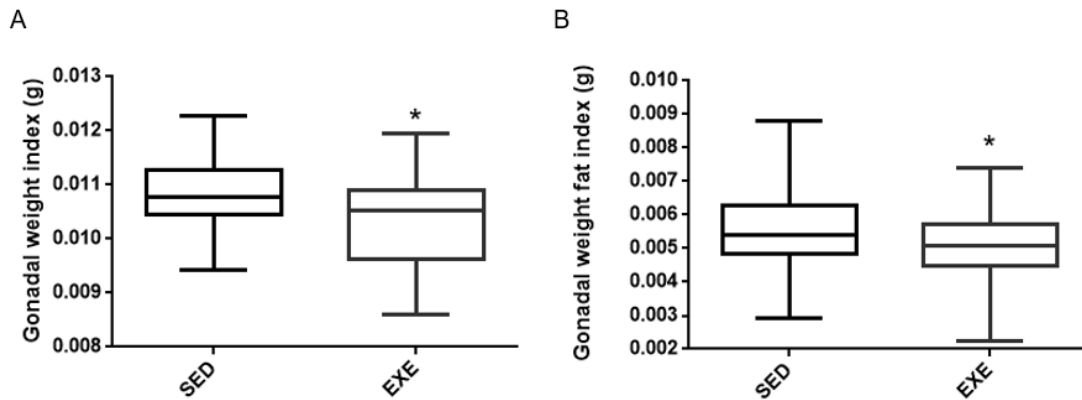 A
Gonadal weight index (g)
0.013
0.012
0.011
0.010
0.009
0.008
*
SED
EXE
B
Gonadal weight fat index (g)
0.010
0.009
0.008
0.007
0.006
0.005
0.004
0.003
0.002
*
SED
EXE